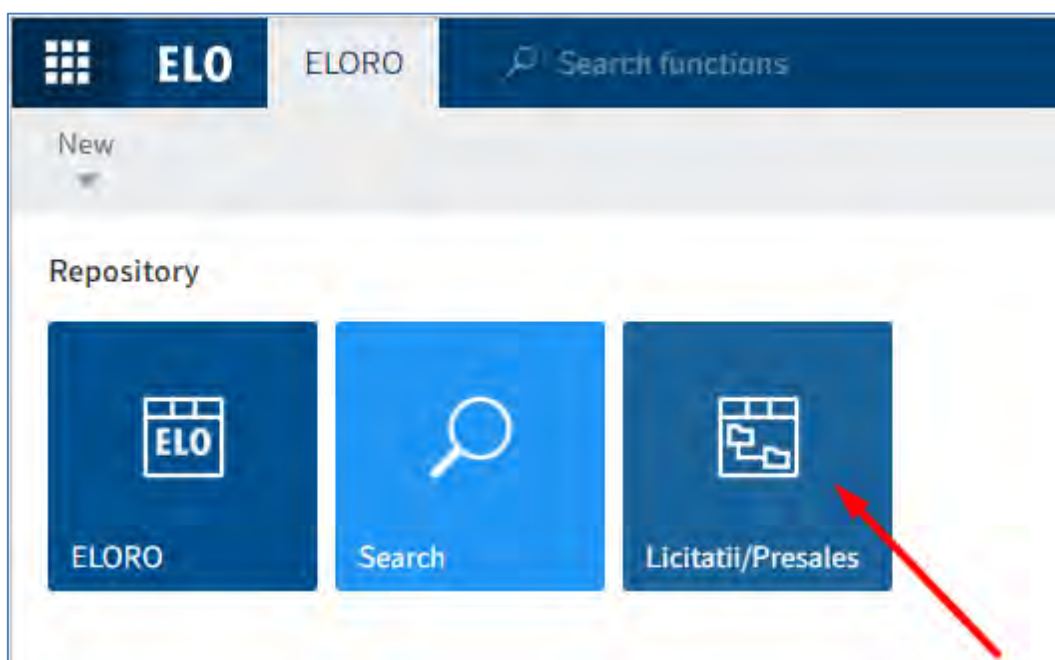 ELO ELORO Search functions
New
Repository
ELO
ELORO Search Licitatii/Presales